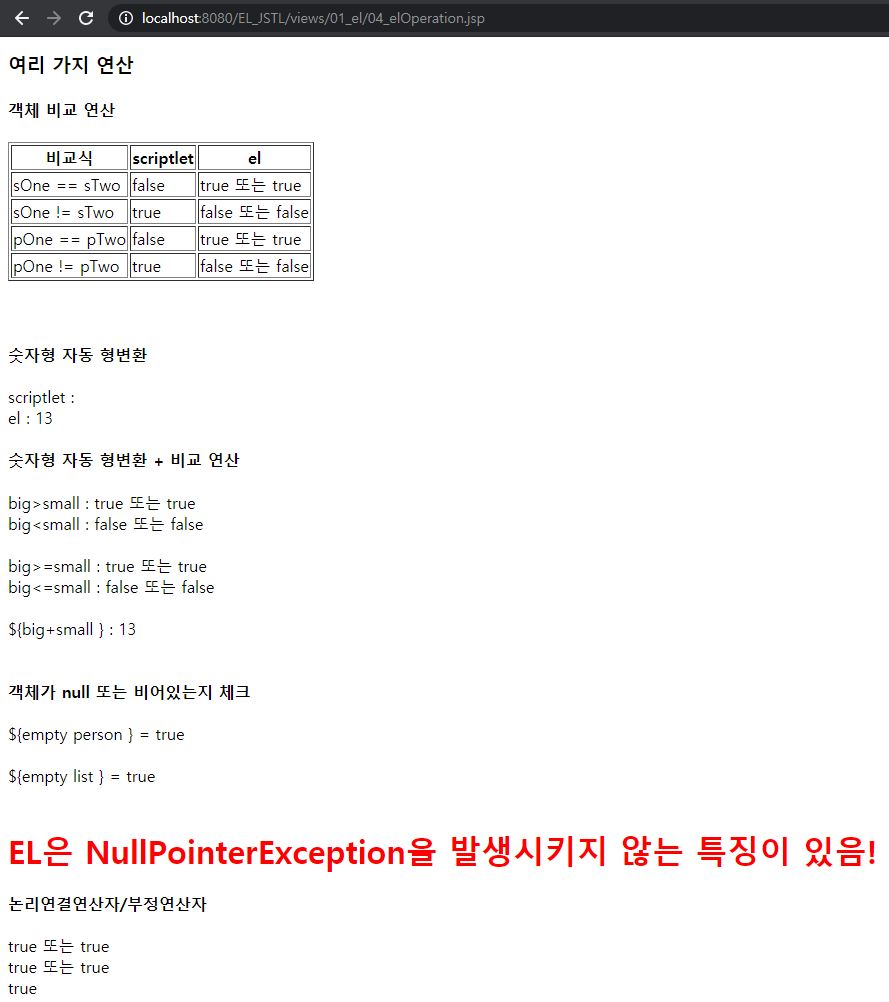 localhost:8080/EL_JSTL/views/01_el/04_elOperation.jsp
여리 가지 연산
객체 비교 연산
비교식 scriptlet el
sOne == sTwo false true 또는 true
sOne != sTwo true false 또는 false
pOne == pTwo false true 또는 true
pOne != pTwo true false 또는 false
숫자형 자동 형변환
scriptlet :
el : 13
숫자형 자동 형변환 + 비교 연산
big>small : true 또는 true
big<small : false 또는 false
big>=small : true 또는 true
big<=small : false 또는 false
${big+small } : 13
객체가 null 또는 비어있는지 체크
${empty person } = true
${empty list } = true
EL은 NullPointerException을 발생시키지 않는 특징이 있음!
논리연결연산자/부정연산자
true 또는 true
true 또는 true
true